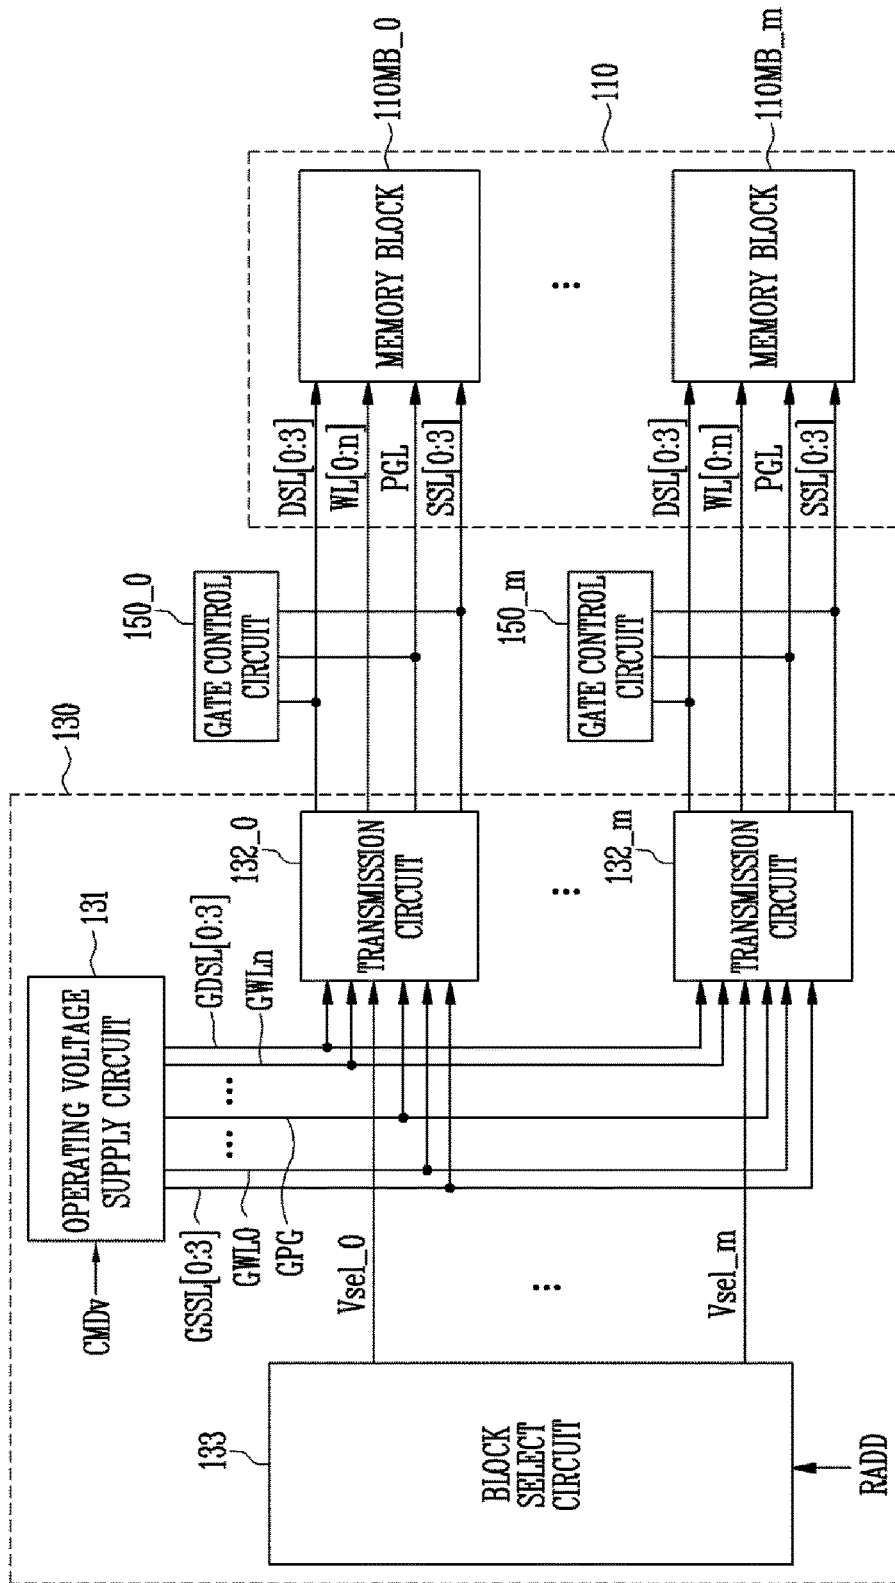 130
131
OPERATING VOLTAGE
SUPPLY CIRCUIT
CMDv
GSSL[0:3]
GWL0
GPG
...
...
GWLn
GDSL[0:3]
133
BLOCK
SELECT
CIRCUIT
RADD
Vsel_0
...
Vsel_m
132_0
TRANSMISSION
CIRCUIT
...
132_m
TRANSMISSION
CIRCUIT
150_0
GATE CONTROL
CIRCUIT
150_m
GATE CONTROL
CIRCUIT
DSL[0:3]
WL[0:n]
PGL
SSL[0:3]
DSL[0:3]
WL[0:n]
PGL
SSL[0:3]
110MB_0
MEMORY BLOCK
...
110
110MB_m
MEMORY BLOCK